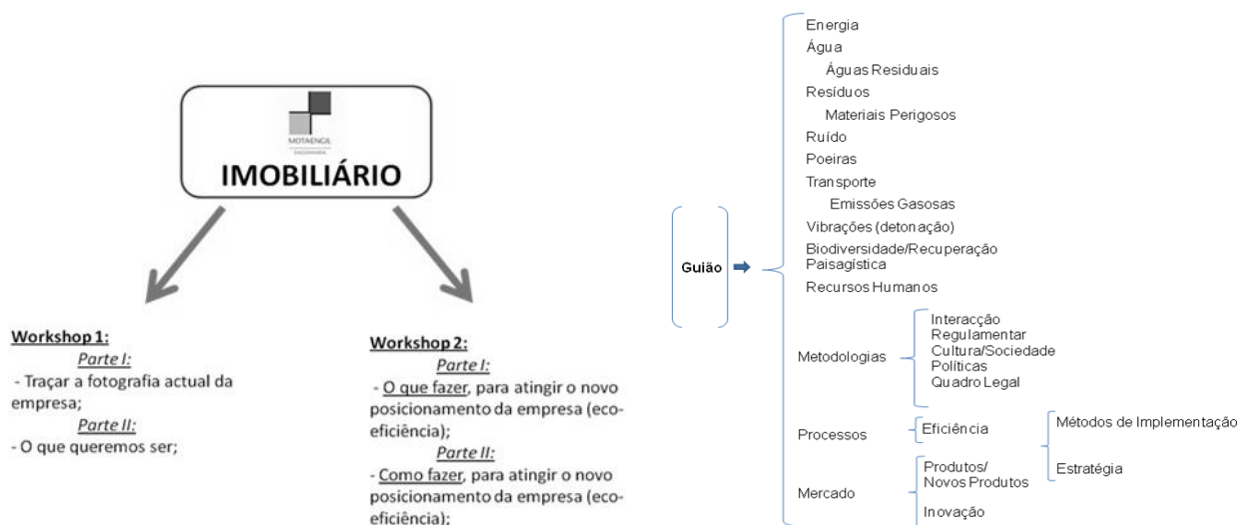 MOTAENGIL
ENGENHARIA
IMOBILIÁRIO
Workshop 1:
Parte I:
- Traçar a fotografia actual da
empresa;
Parte II:
- O que queremos ser;
Workshop 2:
Parte I:
- O que fazer, para atingir o novo
posicionamento da empresa (eco-
eficiência);
Parte II:
- Como fazer, para atingir o novo
posicionamento da empresa (eco-
eficiência);
Guião
Energia
Água
Águas Residuais
Resíduos
Materiais Perigosos
Ruído
Poeiras
Transporte
Emissões Gasosas
Vibrações (detonação)
Biodiversidade/Recuperação
Paisagística
Recursos Humanos
Metodologias
Interacção
Regulamentar
Cultura/Sociedade
Políticas
Quadro Legal
Processos
Eficiência
Métodos de Implementação
Estratégia
Mercado
Produtos/
Novos Produtos
Inovação